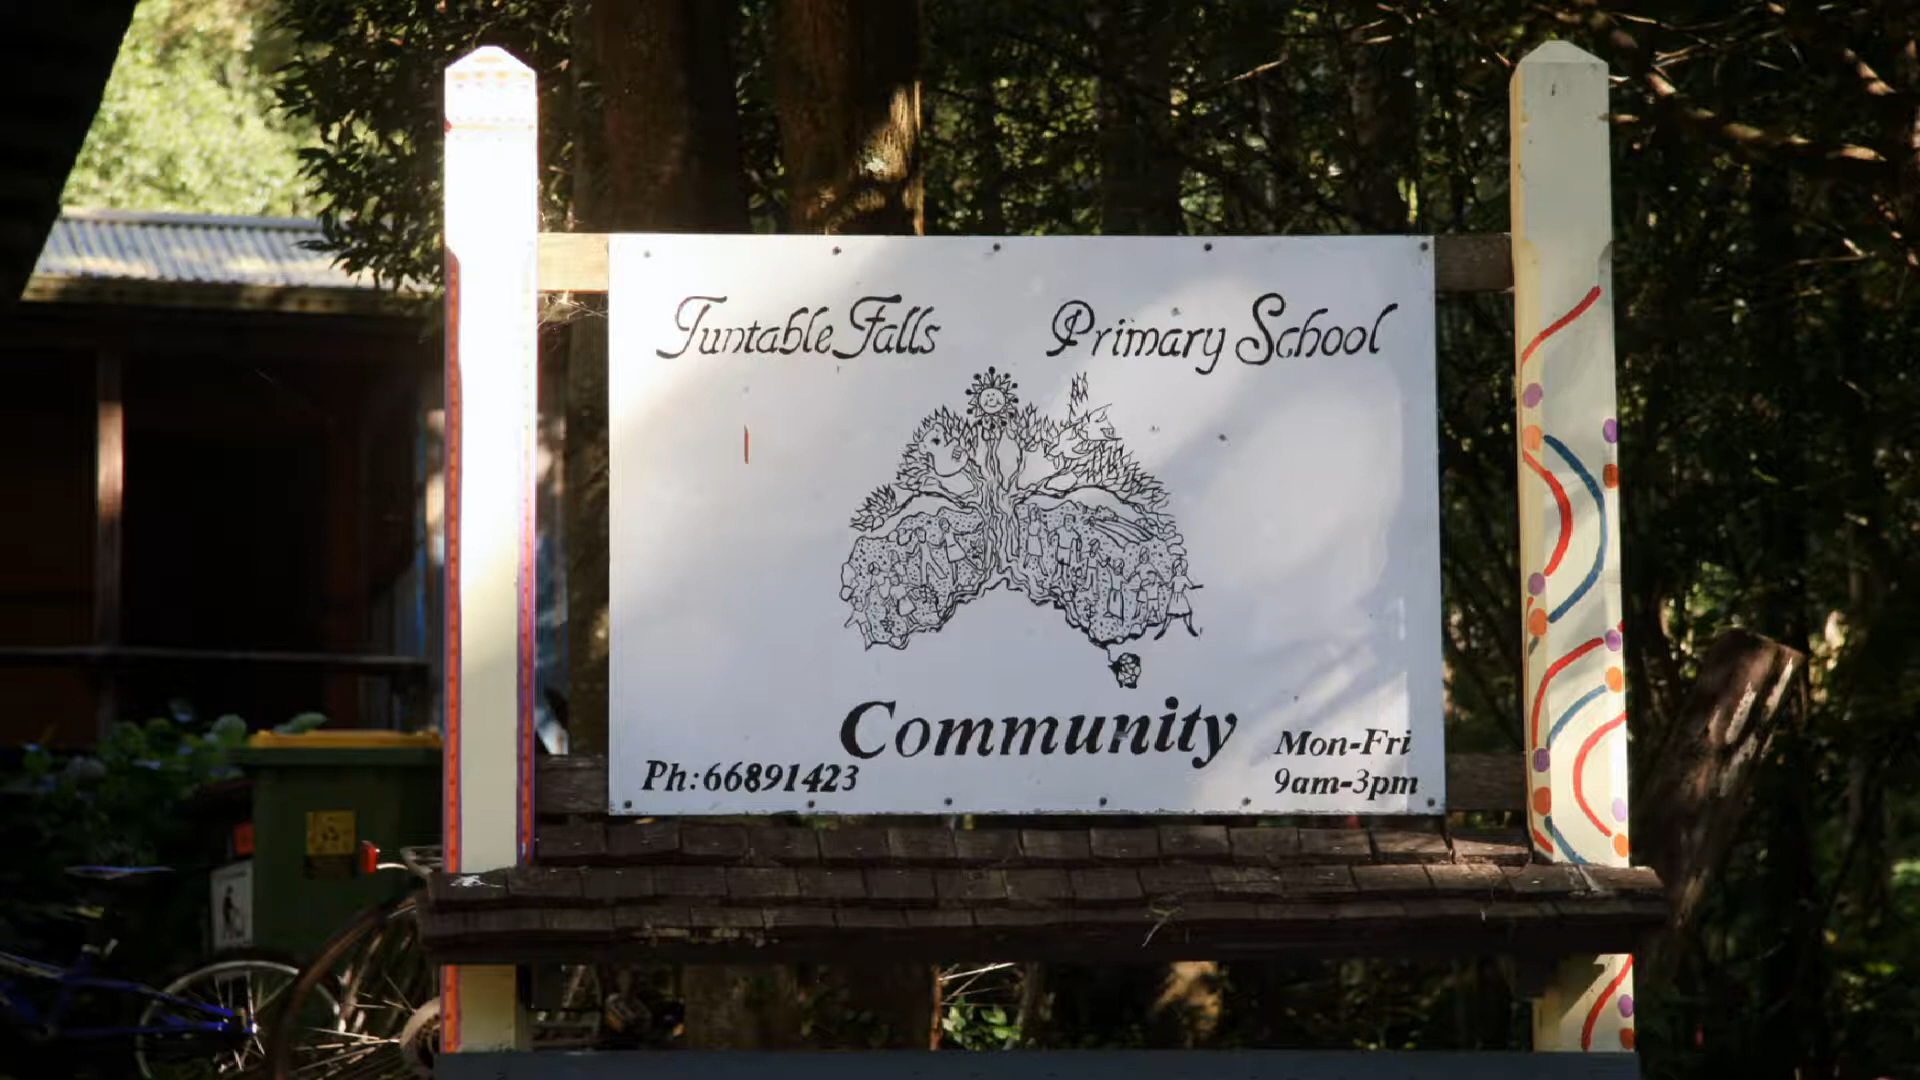 Tuntable Falls Primary School
Community
Mon-Fri
Ph:66891423
9am-3pm